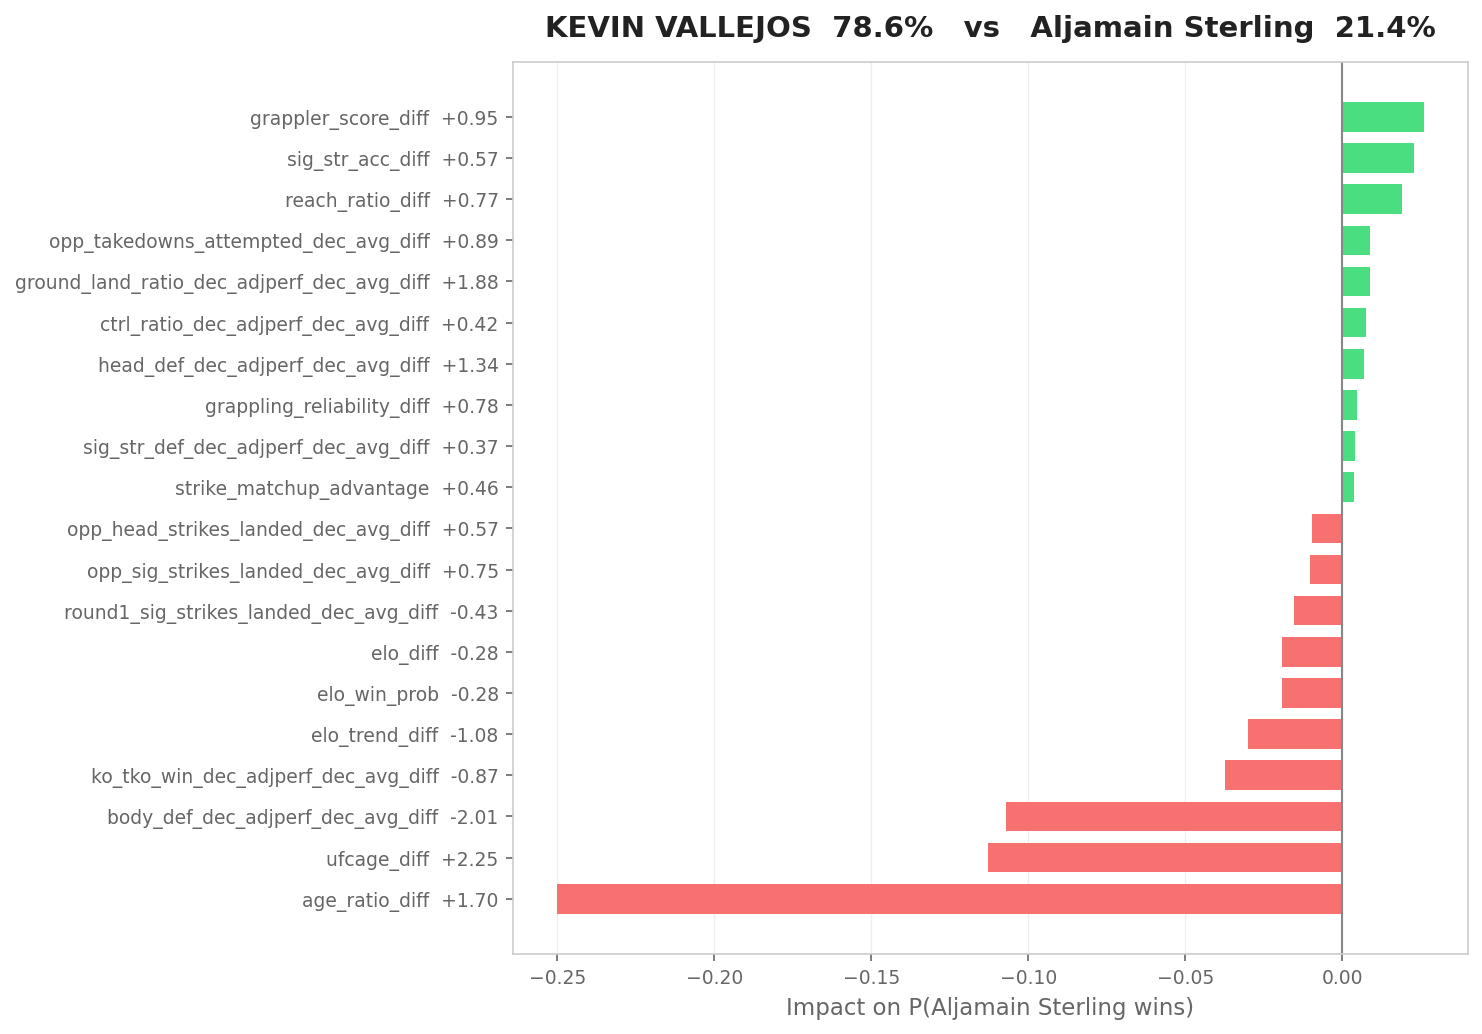 KEVIN VALLEJOS  78.6%   vs   Aljamain Sterling  21.4%
grappler_score_diff  +0.95
sig_str_acc_diff  +0.57
reach_ratio_diff  +0.77
opp_takedowns_attempted_dec_avg_diff  +0.89
ground_land_ratio_dec_adjperf_dec_avg_diff  +1.88
ctrl_ratio_dec_adjperf_dec_avg_diff  +0.42
head_def_dec_adjperf_dec_avg_diff  +1.34
grappling_reliability_diff  +0.78
sig_str_def_dec_adjperf_dec_avg_diff  +0.37
strike_matchup_advantage  +0.46
opp_head_strikes_landed_dec_avg_diff  +0.57
opp_sig_strikes_landed_dec_avg_diff  +0.75
round1_sig_strikes_landed_dec_avg_diff  -0.43
elo_diff  -0.28
elo_win_prob  -0.28
elo_trend_diff  -1.08
ko_tko_win_dec_adjperf_dec_avg_diff  -0.87
body_def_dec_adjperf_dec_avg_diff  -2.01
ufcage_diff  +2.25
age_ratio_diff  +1.70
−0.25 −0.20 −0.15 −0.10 −0.05 0.00
Impact on P(Aljamain Sterling wins)